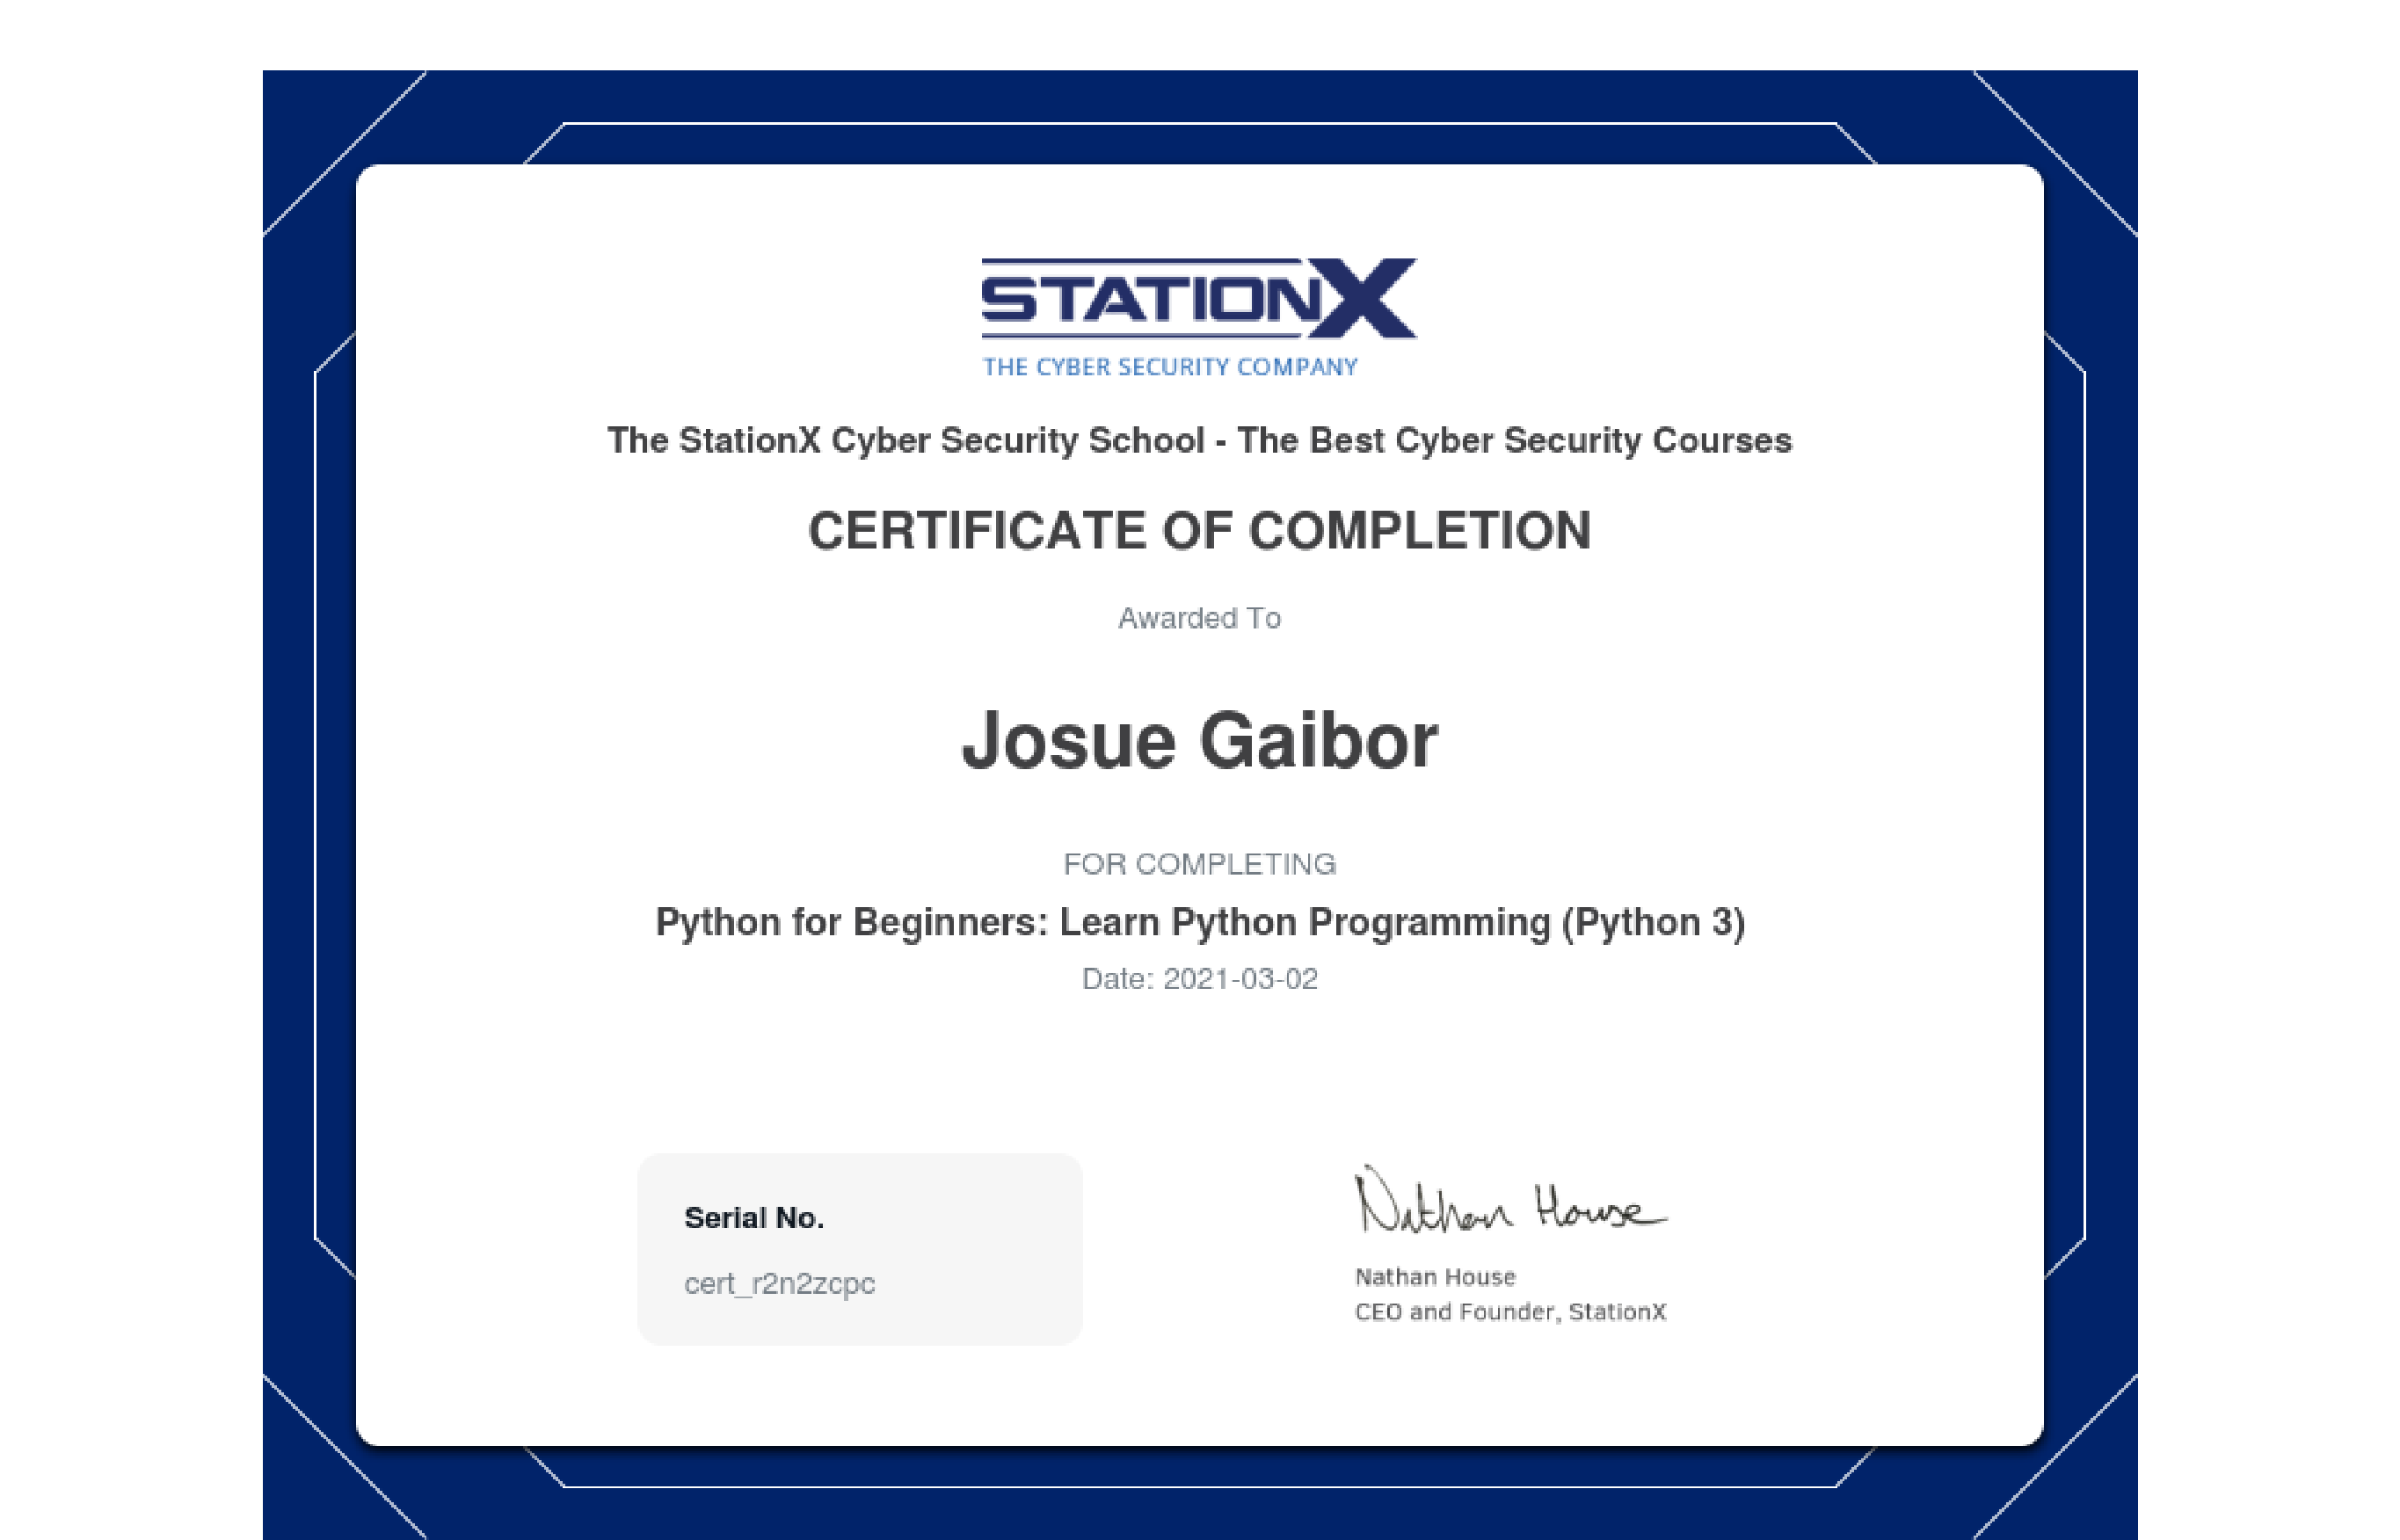 STATIONX
THE CYBER SECURITY COMPANY
The StationX Cyber Security School - The Best Cyber Security Courses
CERTIFICATE OF COMPLETION
Awarded To
Josue Gaibor
FOR COMPLETING
Python for Beginners: Learn Python Programming (Python 3)
Date: 2021-03-02
Serial No.
cert_r2n2zcpc
Nathan House
Nathan House
CEO and Founder, StationX